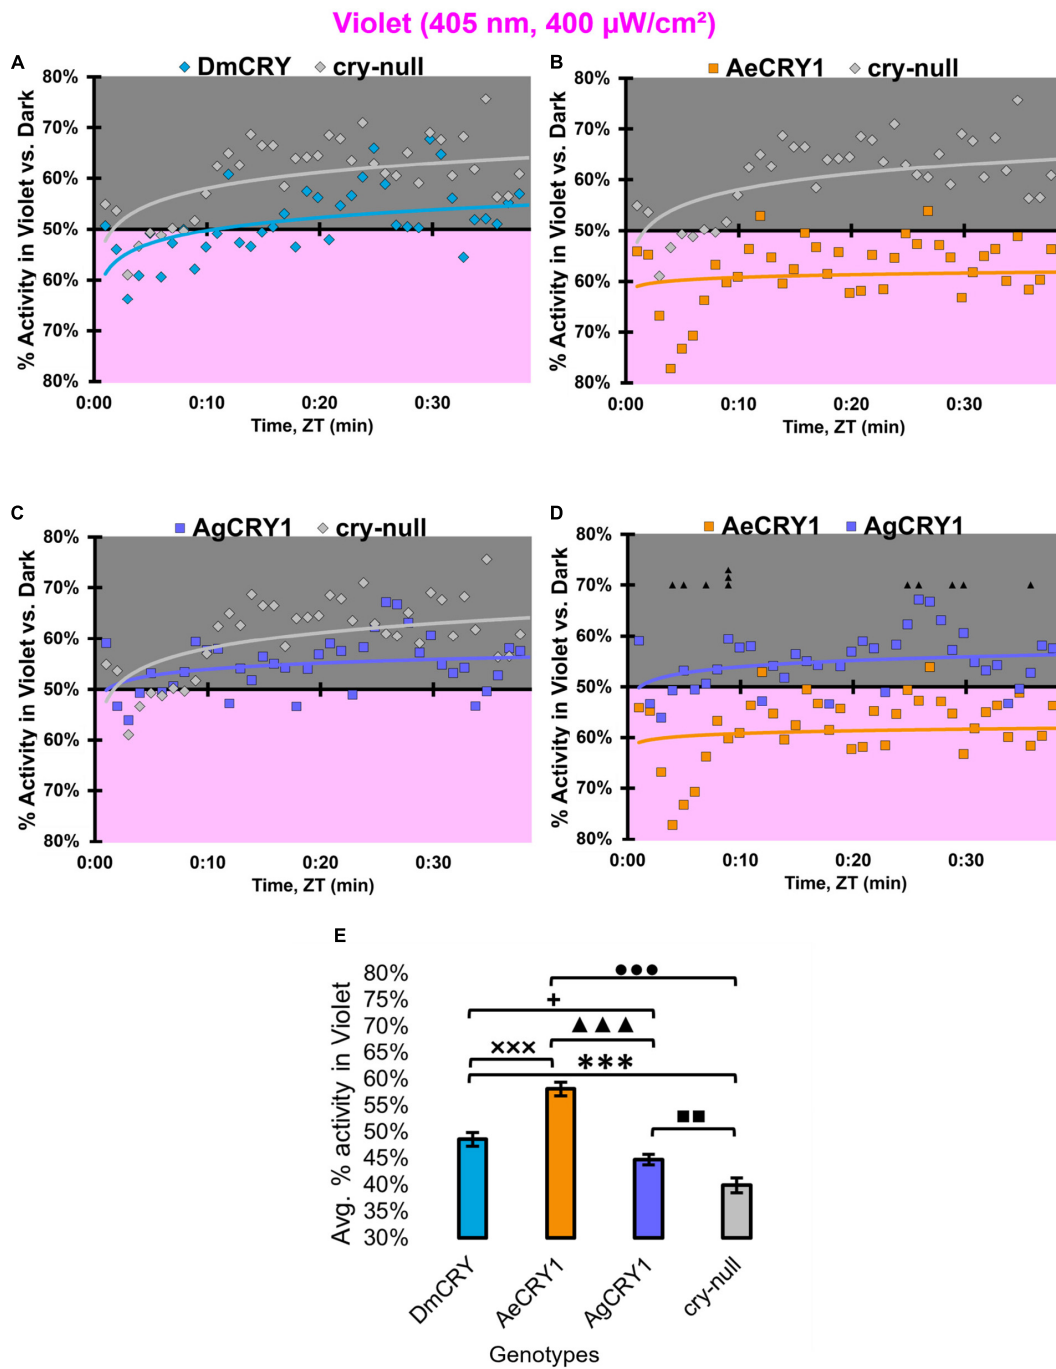 Violet (405 nm, 400 µW/cm²)
A
DmCRY cry-null
% Activity in Violet vs. Dark
80%
70%
60%
50%
60%
70%
80%
0:00 0:10 0:20 0:30
Time, ZT (min)
B
AeCRY1 cry-null
% Activity in Violet vs. Dark
80%
70%
60%
50%
60%
70%
80%
0:00 0:10 0:20 0:30
Time, ZT (min)
C
AgCRY1 cry-null
% Activity in Violet vs. Dark
80%
70%
60%
50%
60%
70%
80%
0:00 0:10 0:20 0:30
Time, ZT (min)
D
AeCRY1 AgCRY1
% Activity in Violet vs. Dark
80%
70%
60%
50%
60%
70%
80%
0:00 0:10 0:20 0:30
Time, ZT (min)
E
Avg. % activity in Violet
80%
75%
70%
65%
60%
55%
50%
45%
40%
35%
30%
●●●
+
▲▲▲
×××
***
■■
DmCRY AeCRY1 AgCRY1 cry-null
Genotypes